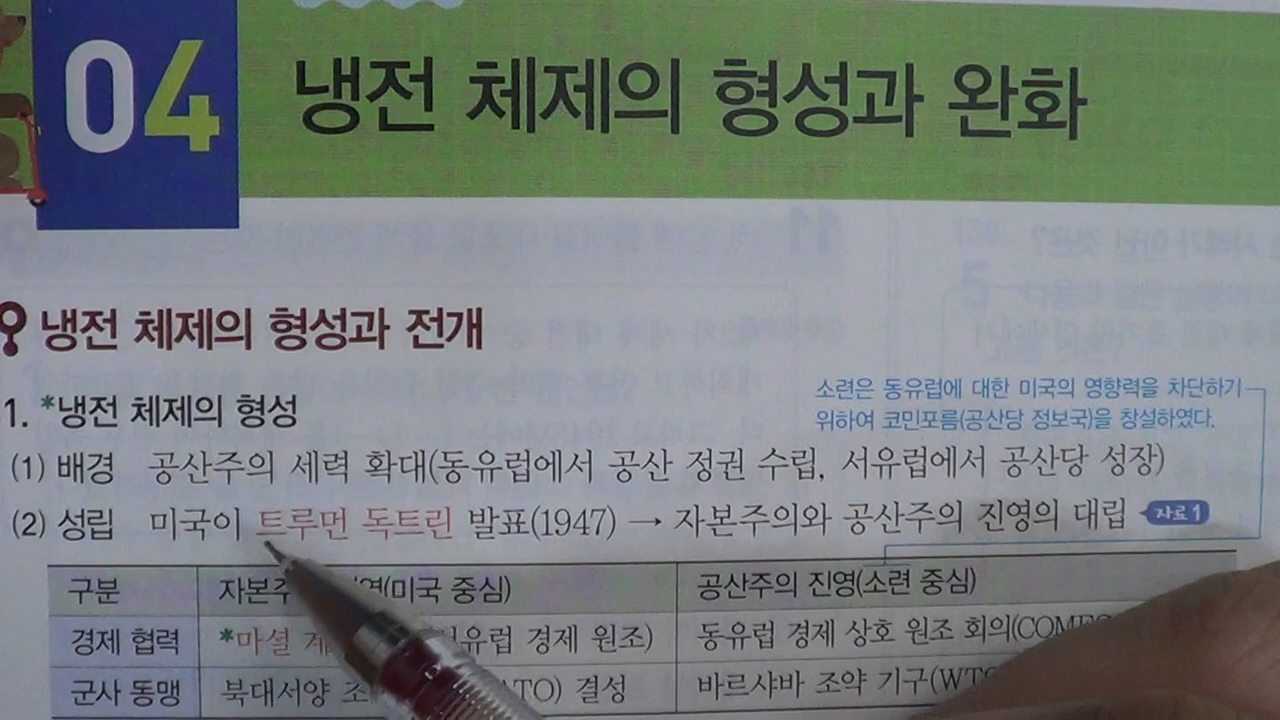 04 냉전 체제의 형성과 완화
냉전 체제의 형성과 전개
1. *냉전 체제의 형성
소련은 동유럽에 대한 미국의 영향력을 차단하기
위하여 코민포름(공산당 정보국)을 창설하였다.
(1) 배경 공산주의 세력 확대(동유럽에서 공산 정권 수립, 서유럽에서 공산당 성장)
(2) 성립 미국이 트루먼 독트린 발표(1947) → 자본주의와 공산주의 진영의 대립 자료 1
구분 자본주 (미국 중심) 공산주의 진영(소련 중심)
경제 협력 *마셜 유럽 경제 원조) 동유럽 경제 상호 원조 회의(COME
군사 동맹 북대서양 조 ATO) 결성 바르샤바 조약 기구(WT